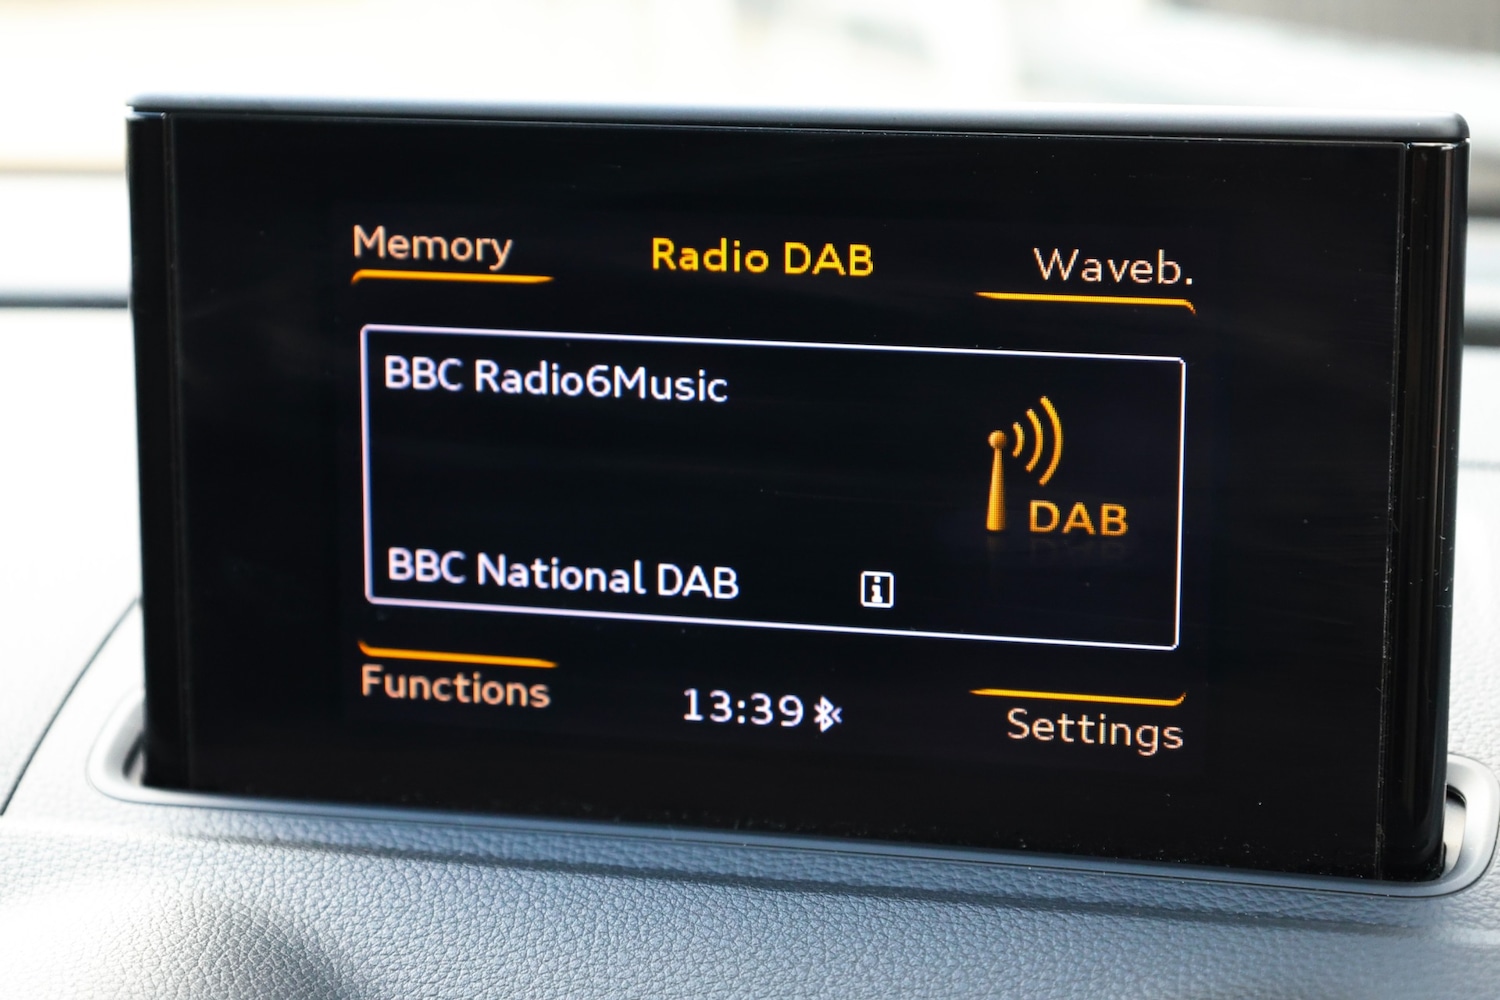 Memory Radio DAB Waveb.
BBC Radio6Music
DAB
BBC National DAB i
Functions 13:39 Settings